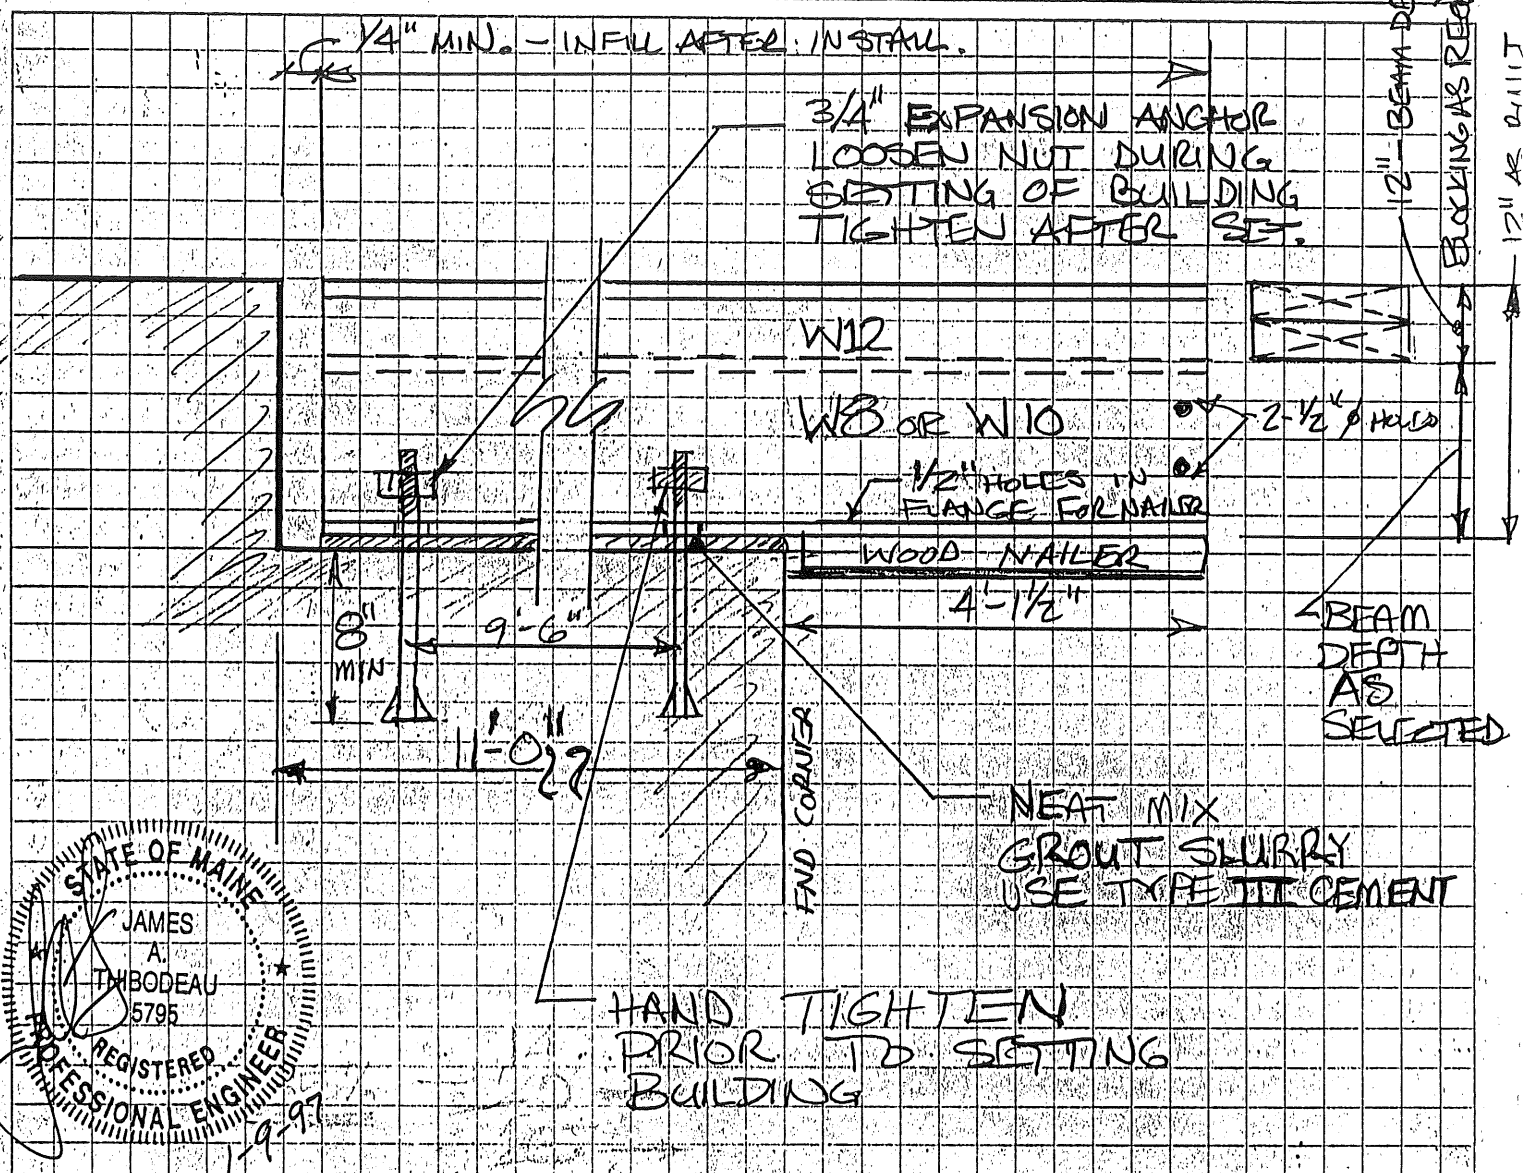 1/4" MIN. - INFILL AFTER INSTALL.
3/4" EXPANSION ANCHOR
LOOSEN NUT DURING
SETTING OF BUILDING
TIGHTEN AFTER SET.
12"-BEAM
BLOCKING AS
12" AS BUILT
W12
W8 OR W10
2-1/2" φ HOLES
1/2" HOLES IN
FLANGE FOR NAILER
WOOD NAILER
4'-1 1/2"
8"
MIN
9'-6"
11'-0"??
FND CORNER
BEAM
DEPTH
AS
SELECTED
NEAT MIX
GROUT SLURRY
USE TYPE III CEMENT
HAND TIGHTEN
PRIOR TO SETTING
BUILDING
STATE OF MAINE
JAMES
A.
THIBODEAU
5795
REGISTERED
PROFESSIONAL ENGINEER
1-9-97